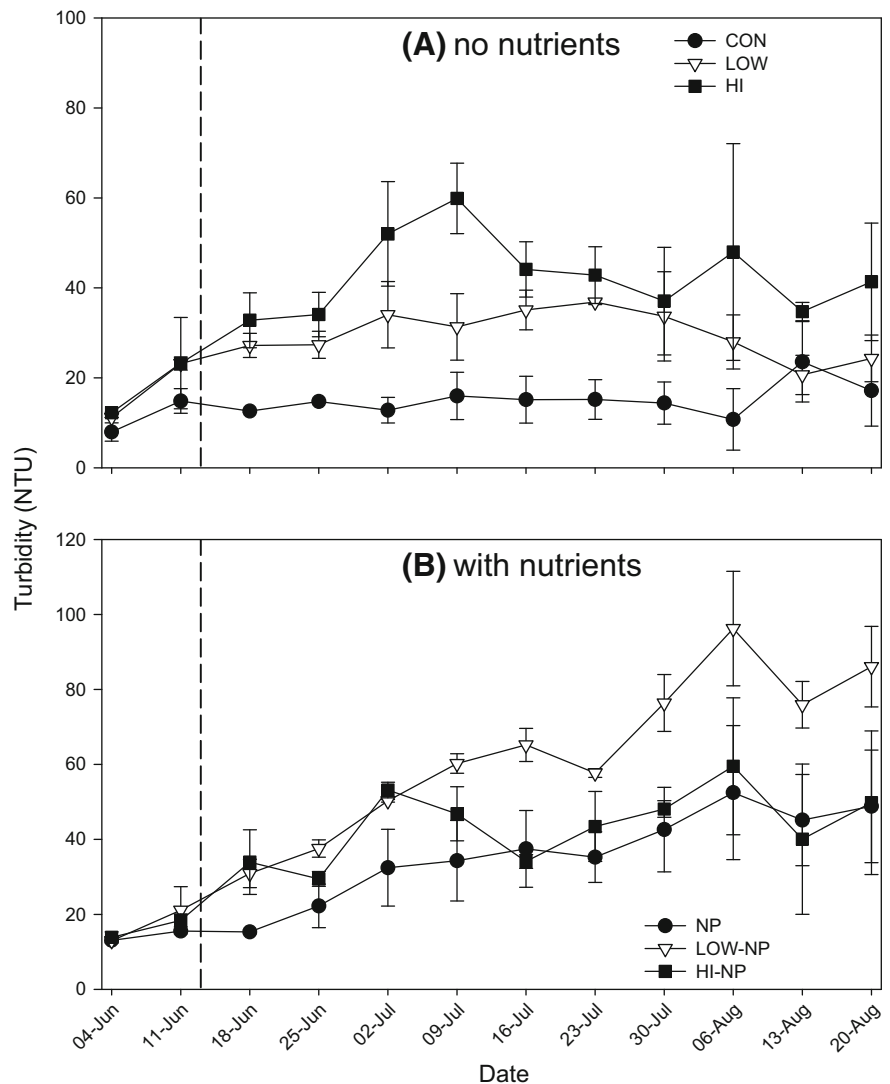 (A) no nutrients
CON
LOW
HI
100
80
60
40
20
0
Turbidity (NTU)
(B) with nutrients
120
100
80
60
40
20
0
NP
LOW-NP
HI-NP
04-Jun
11-Jun
18-Jun
25-Jun
02-Jul
09-Jul
16-Jul
23-Jul
30-Jul
06-Aug
13-Aug
20-Aug
Date